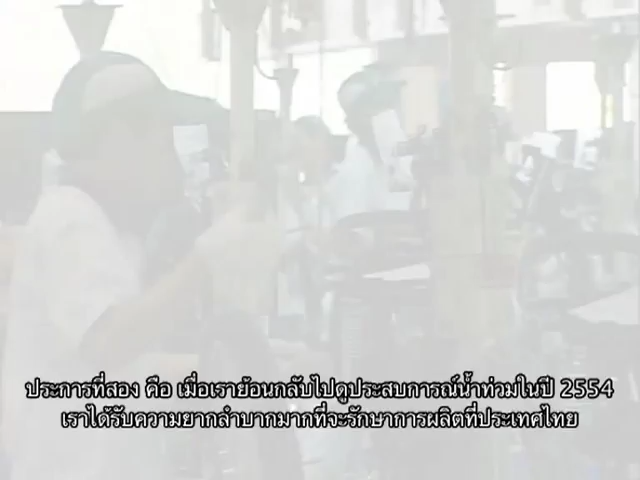 ประการที่สอง คือ เมื่อเราย้อนกลับไปดูประสบการณ์น้ำท่วมในปี 2554
เราได้รับความยากลำบากมากที่จะรักษาการผลิตที่ประเทศไทย